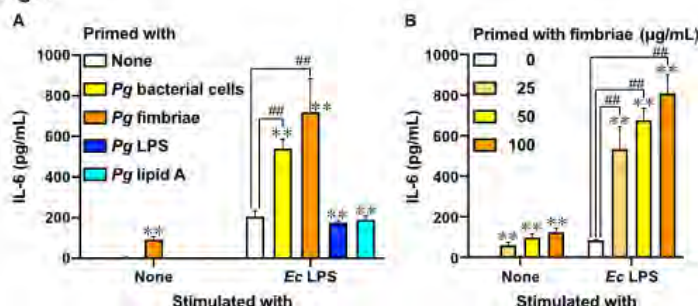 A
Primed with
None
Pg bacterial cells
Pg fimbriae
Pg LPS
Pg lipid A
IL-6 (pg/mL)
1000
800
600
400
200
0
**
##
##
**
**
**
**
None
Ec LPS
Stimulated with
B
Primed with fimbriae (µg/mL)
0
25
50
100
IL-6 (pg/mL)
1000
800
600
400
200
0
**
**
**
##
##
##
**
**
**
None
Ec LPS
Stimulated with